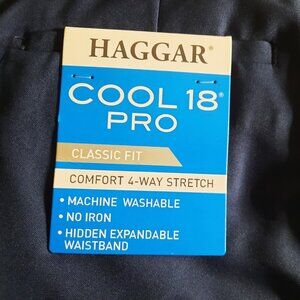 HAGGAR®
COOL 18®
PRO
CLASSIC FIT
COMFORT 4-WAY STRETCH
• MACHINE WASHABLE
• NO IRON
• HIDDEN EXPANDABLE
WAISTBAND